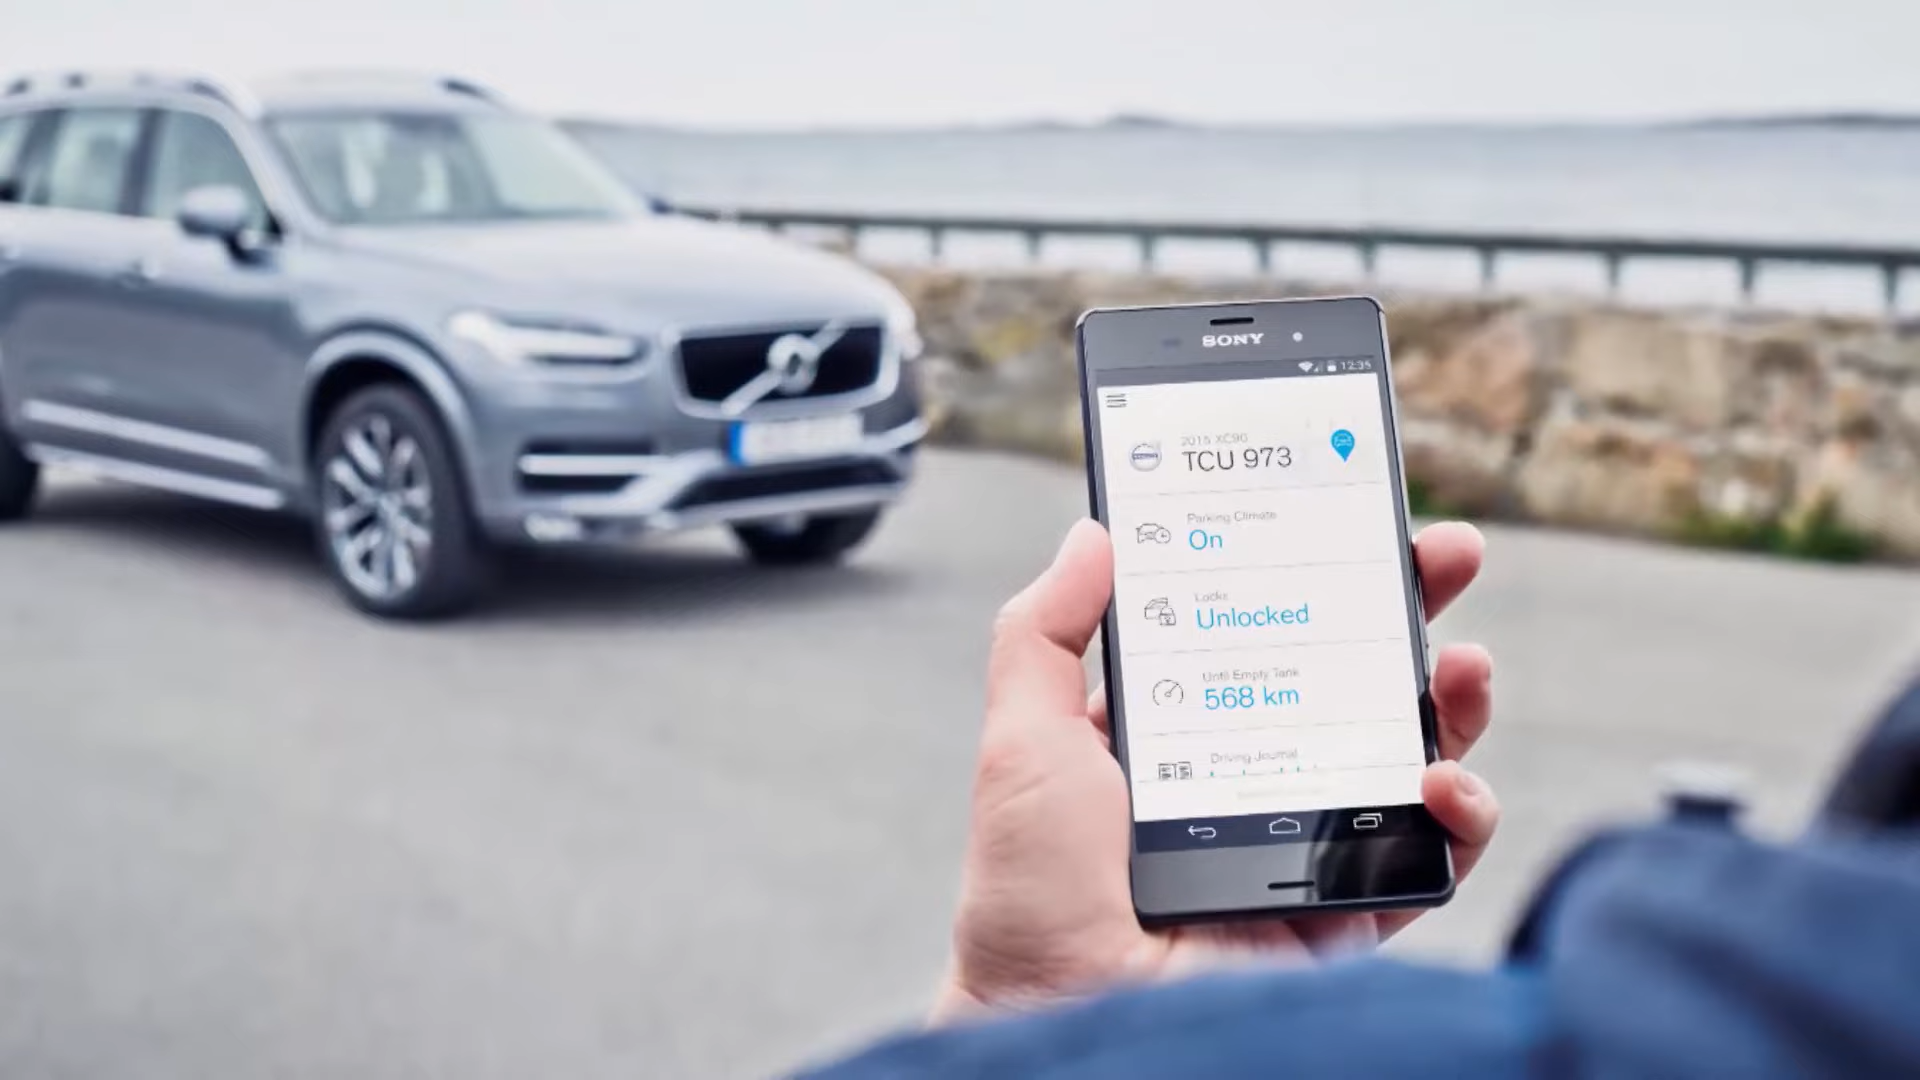 SONY
12:35
2015 XC90
TCU 973
Parking Climate
On
Locks
Unlocked
Until Empty Tank
568 km
Driving Journal